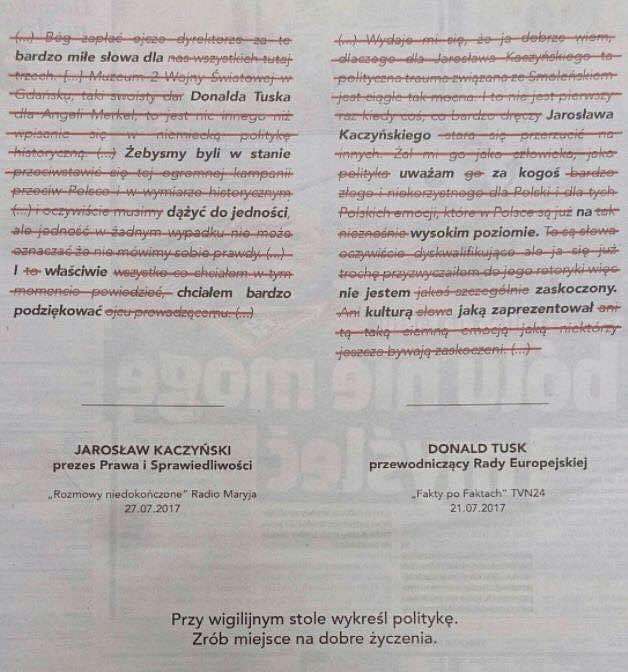 (...) Bóg zapłać ojcze dyrektorze za te
bardzo miłe słowa dla nas wszystkich tutaj
trzech. [...] Muzeum 2 Wojny Światowej w
Gdańsku, taki swoisty dar Donalda Tuska
dla Angeli Merkel, to jest nic innego niż
wpisanie się w niemiecką politykę
historyczną. (...) Żebyśmy byli w stanie
przeciwstawić się tej ogromnej kampanii
przeciw Polsce i w wymiarze historycznym
(...) i oczywiście musimy dążyć do jedności,
ale jedność w żadnym wypadku nie może
oznaczać że nie mówimy sobie prawdy. (...)
I to właściwie wszystko co chciałem w tym
momencie powiedzieć, chciałem bardzo
podziękować ojcu prowadzącemu. (...)
JAROSŁAW KACZYŃSKI
prezes Prawa i Sprawiedliwości
„Rozmowy niedokończone” Radio Maryja
27.07.2017
(...) Wydaje mi się, że ja dobrze wiem,
dlaczego dla Jarosława Kaczyńskiego ta
polityczna trauma związana ze Smoleńskiem
jest ciągle tak mocna. I to nie jest pierwszy
raz kiedy coś, co bardzo dręczy Jarosława
Kaczyńskiego stara się przerzucić na
innych. Żal mi go jako człowieka, jako
polityka uważam go za kogoś bardzo
złego i niekorzystnego dla Polski i dla tych
Polskich emocji, które w Polsce są już na tak
nieznośnie wysokim poziomie. To są słowa
oczywiście dyskwalifikujące ale ja się już
trochę przyzwyczaiłem do jego retoryki więc
nie jestem jakoś szczególnie zaskoczony.
Ani kulturą słowa jaką zaprezentował ani
tą taką ciemną emocją jaką niektórzy
jeszcze bywają zaskoczeni. (...)
DONALD TUSK
przewodniczący Rady Europejskiej
„Fakty po Faktach” TVN24
21.07.2017
Przy wigilijnym stole wykreśl politykę.
Zrób miejsce na dobre życzenia.